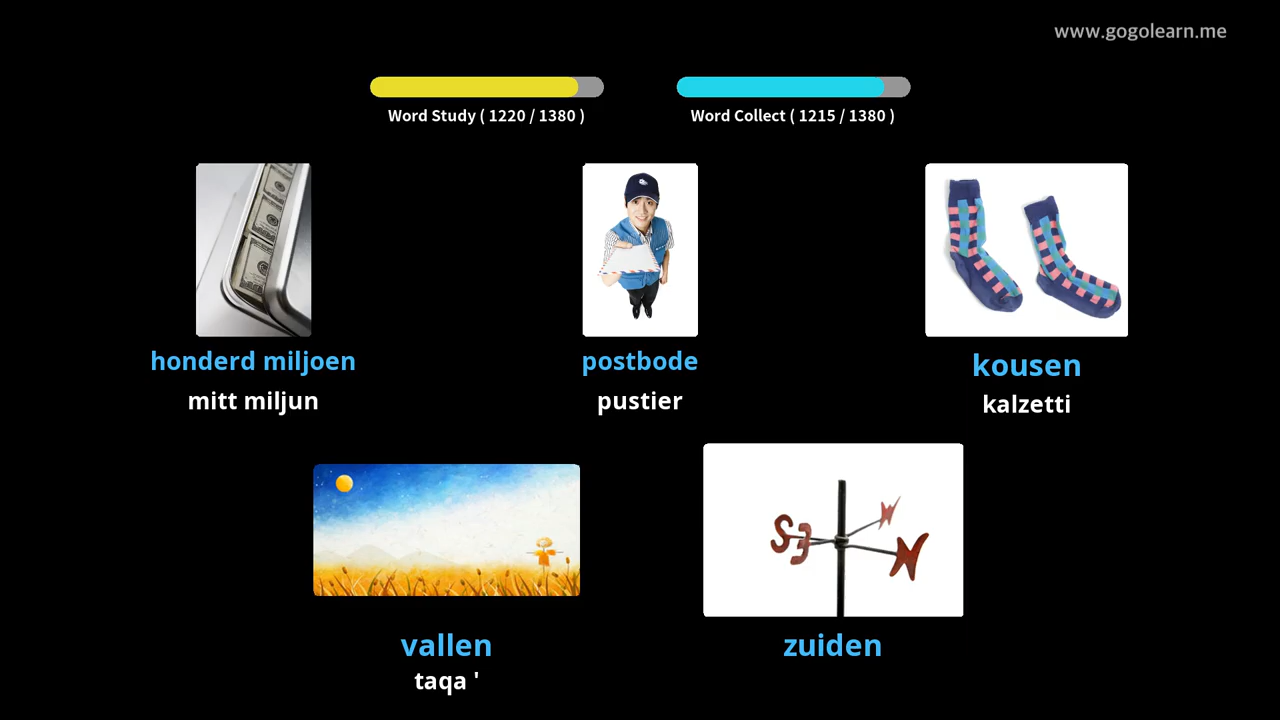 www.gogolearn.me
Word Study ( 1220 / 1380 )
Word Collect ( 1215 / 1380 )
honderd miljoen
mitt miljun
postbode
pustier
kousen
kalzetti
vallen
taqa '
S
E
N
W
zuiden